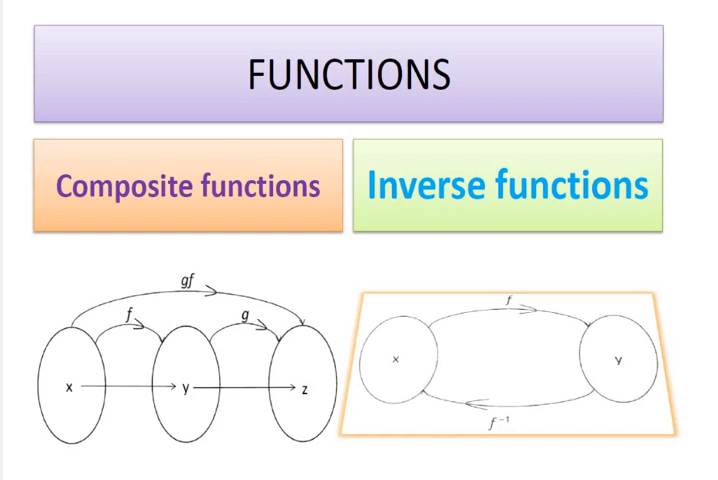 FUNCTIONS
Composite functions
Inverse functions
gf
f
g
x
y
z
f
x
y
f⁻¹